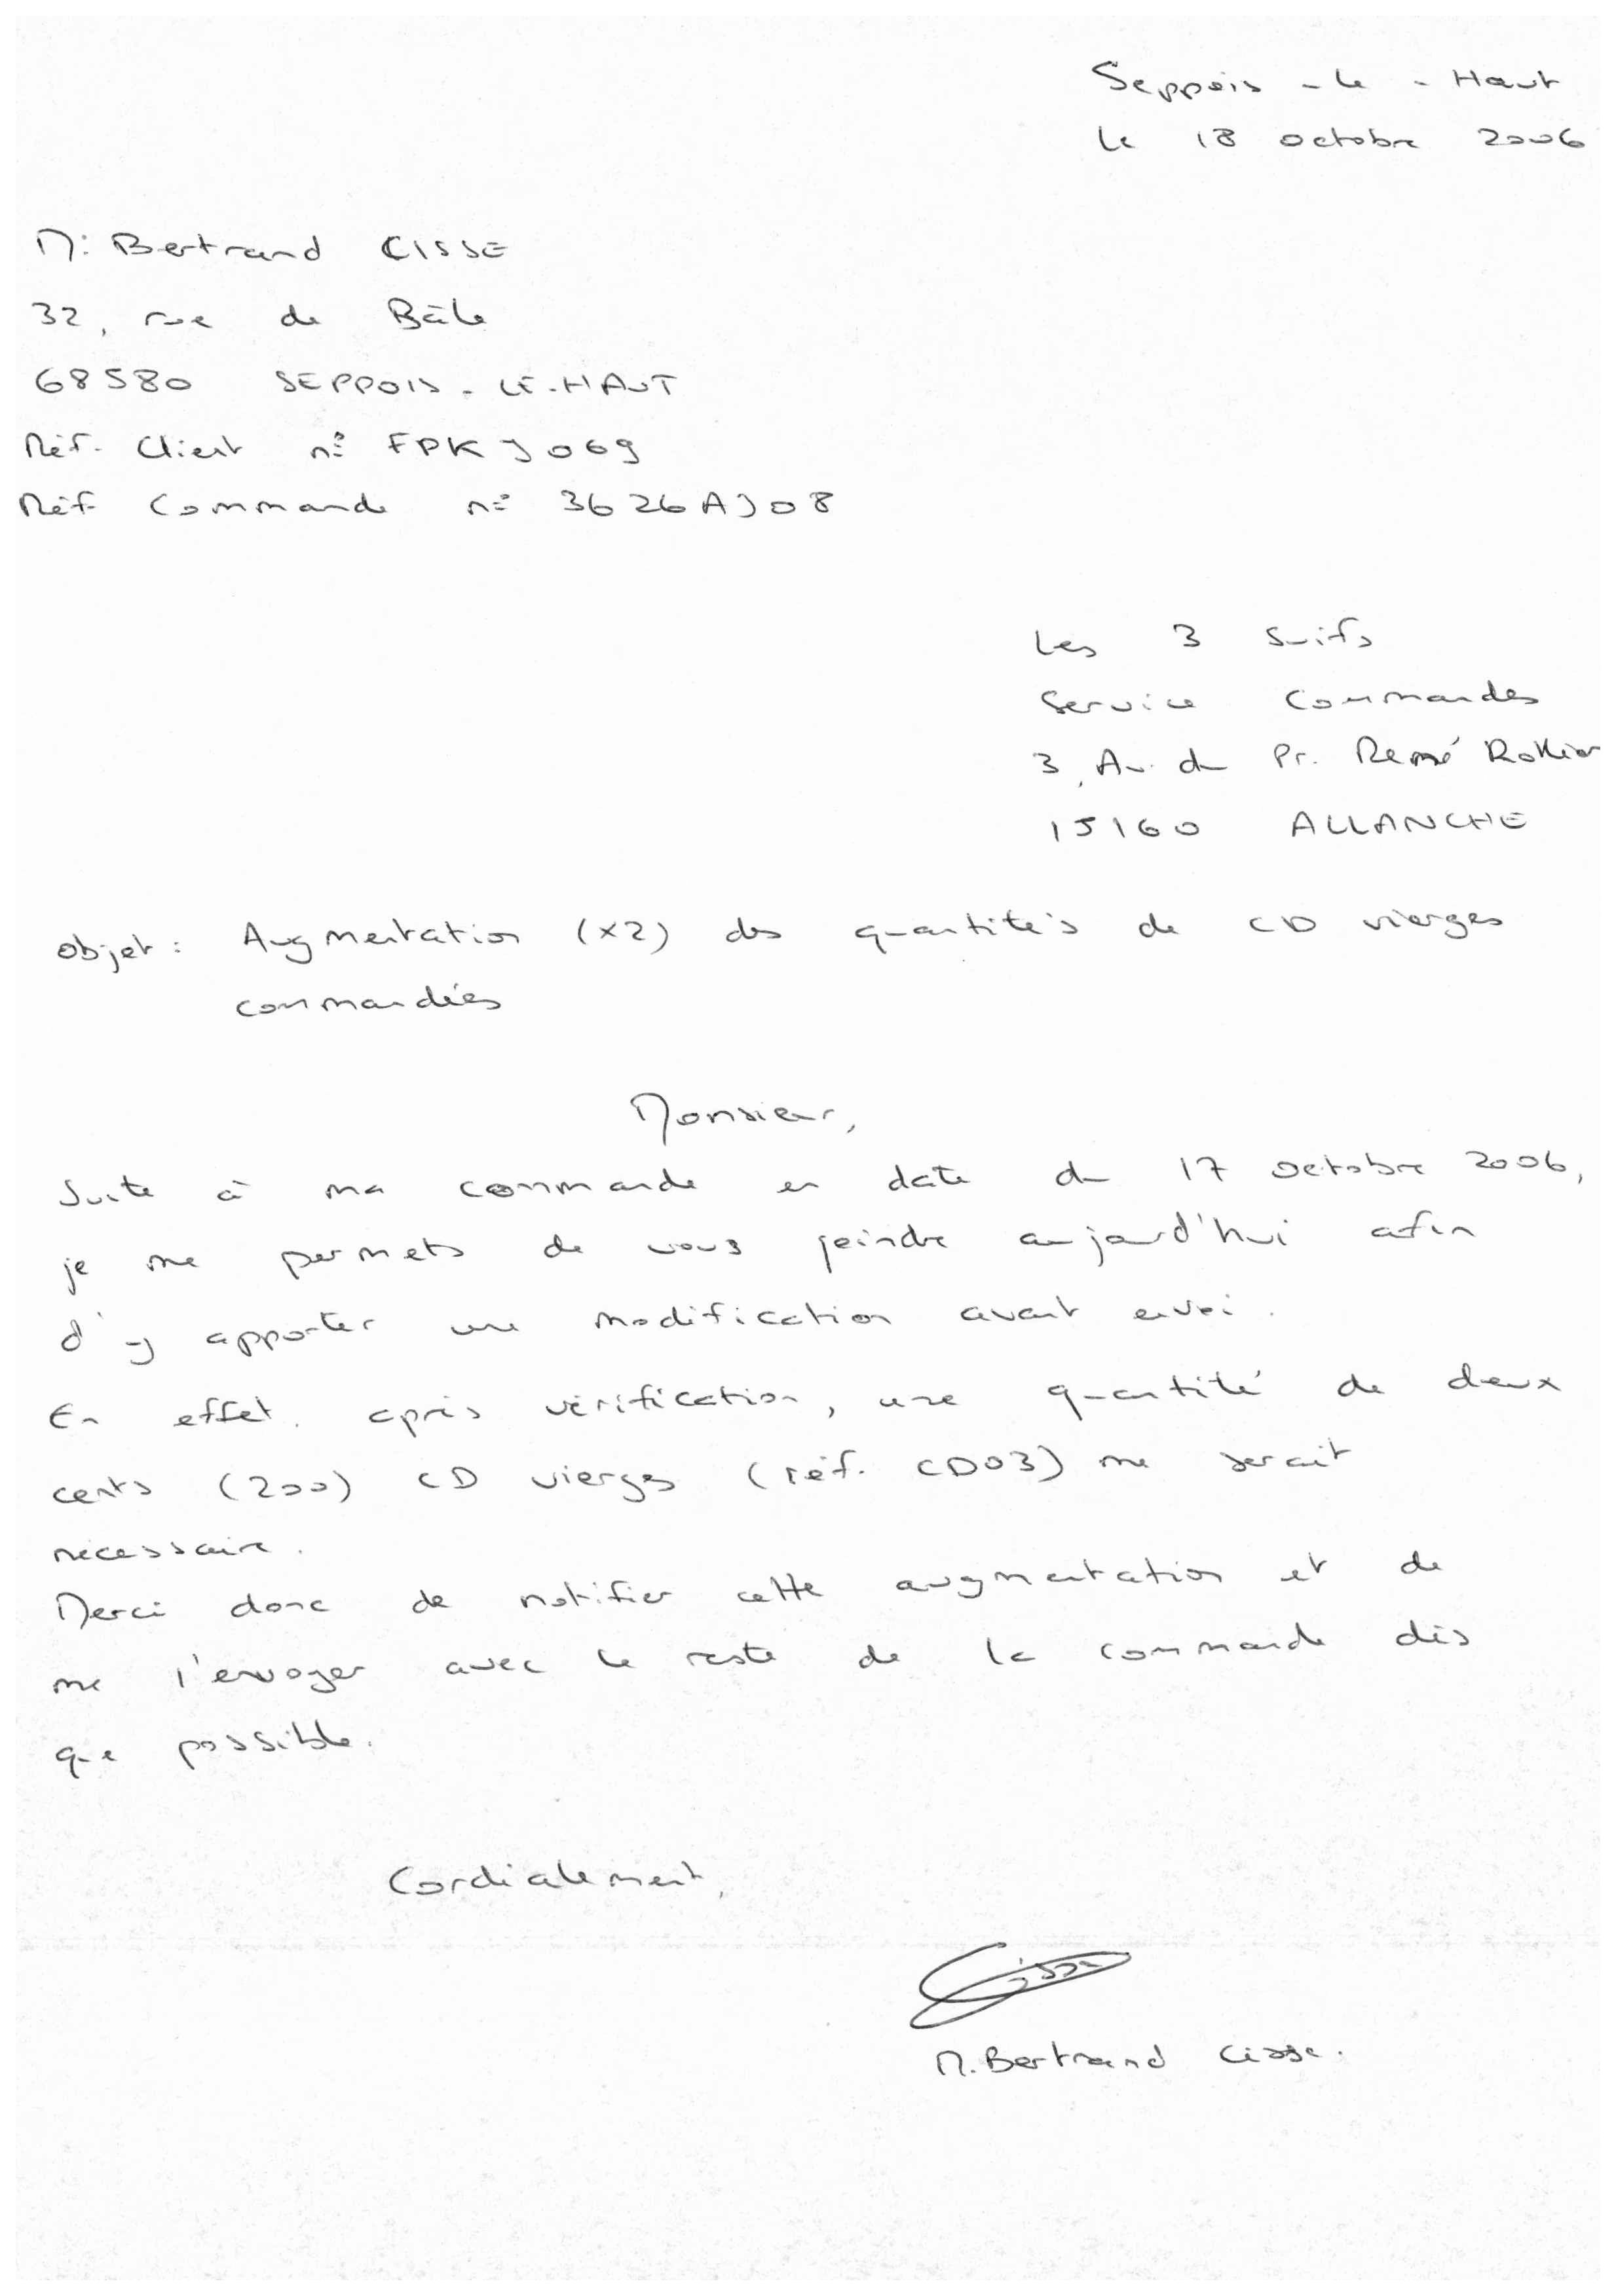 Seppois-le-Haut
le 18 octobre 2006
M. Bertrand CISSE
32, rue de Bâle
68580 SEPPOIS-LE-HAUT
Réf. Client n° FPKJ069
Réf Commande n° 3626AJ08
Les 3 Suifs
Service Commandes
3, Av. du Pr. René
15160 ALLANCHE
Objet : Augmentation (x2) des quantités de CD vierges
commandées
Monsieur,
Suite à ma commande en date du 17 octobre 2006,
je me permets de vous joindre aujourd'hui afin
d'y apporter une modification avant envoi.
En effet, après vérification, une quantité de deux
cents (200) CD vierges (réf. CD03) me serait
nécessaire.
Merci donc de notifier cette augmentation et de
me l'envoyer avec le reste de la commande dès
que possible.
Cordialement,
Cisse
M. Bertrand Cisse.